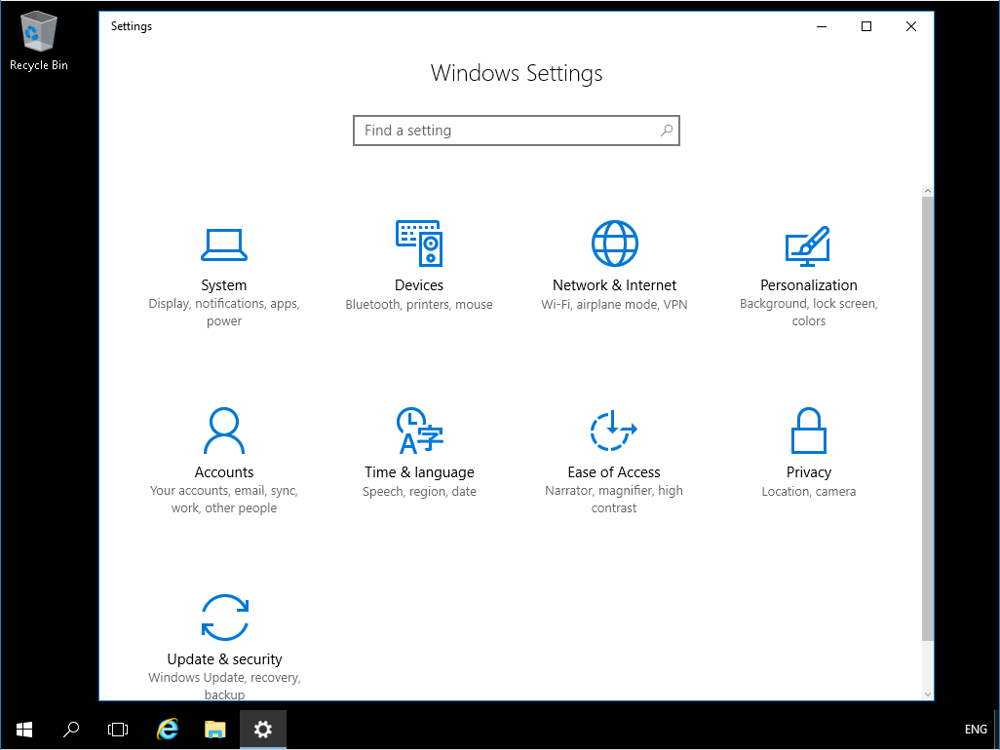 Recycle Bin
Settings
Windows Settings
Find a setting
System
Display, notifications, apps,
power
Devices
Bluetooth, printers, mouse
Network & Internet
Wi-Fi, airplane mode, VPN
Personalization
Background, lock screen,
colors
Accounts
Your accounts, email, sync,
work, other people
Time & language
Speech, region, date
Ease of Access
Narrator, magnifier, high
contrast
Privacy
Location, camera
Update & security
Windows Update, recovery,
backup
ENG